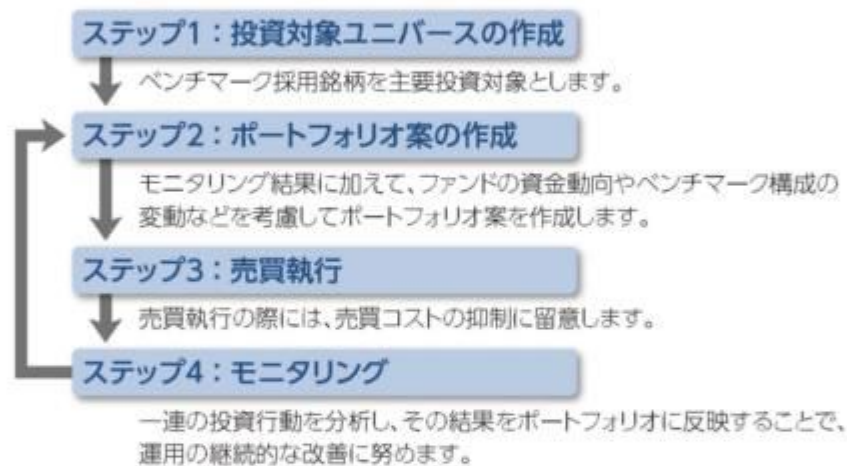 ステップ1：投資対象ユニバースの作成
ベンチマーク採用銘柄を主要投資対象とします。
ステップ2：ポートフォリオ案の作成
モニタリング結果に加えて、ファンドの資金動向やベンチマーク構成の
変動などを考慮してポートフォリオ案を作成します。
ステップ3：売買執行
売買執行の際には、売買コストの抑制に留意します。
ステップ4：モニタリング
一連の投資行動を分析し、その結果をポートフォリオに反映することで、
運用の継続的な改善に努めます。